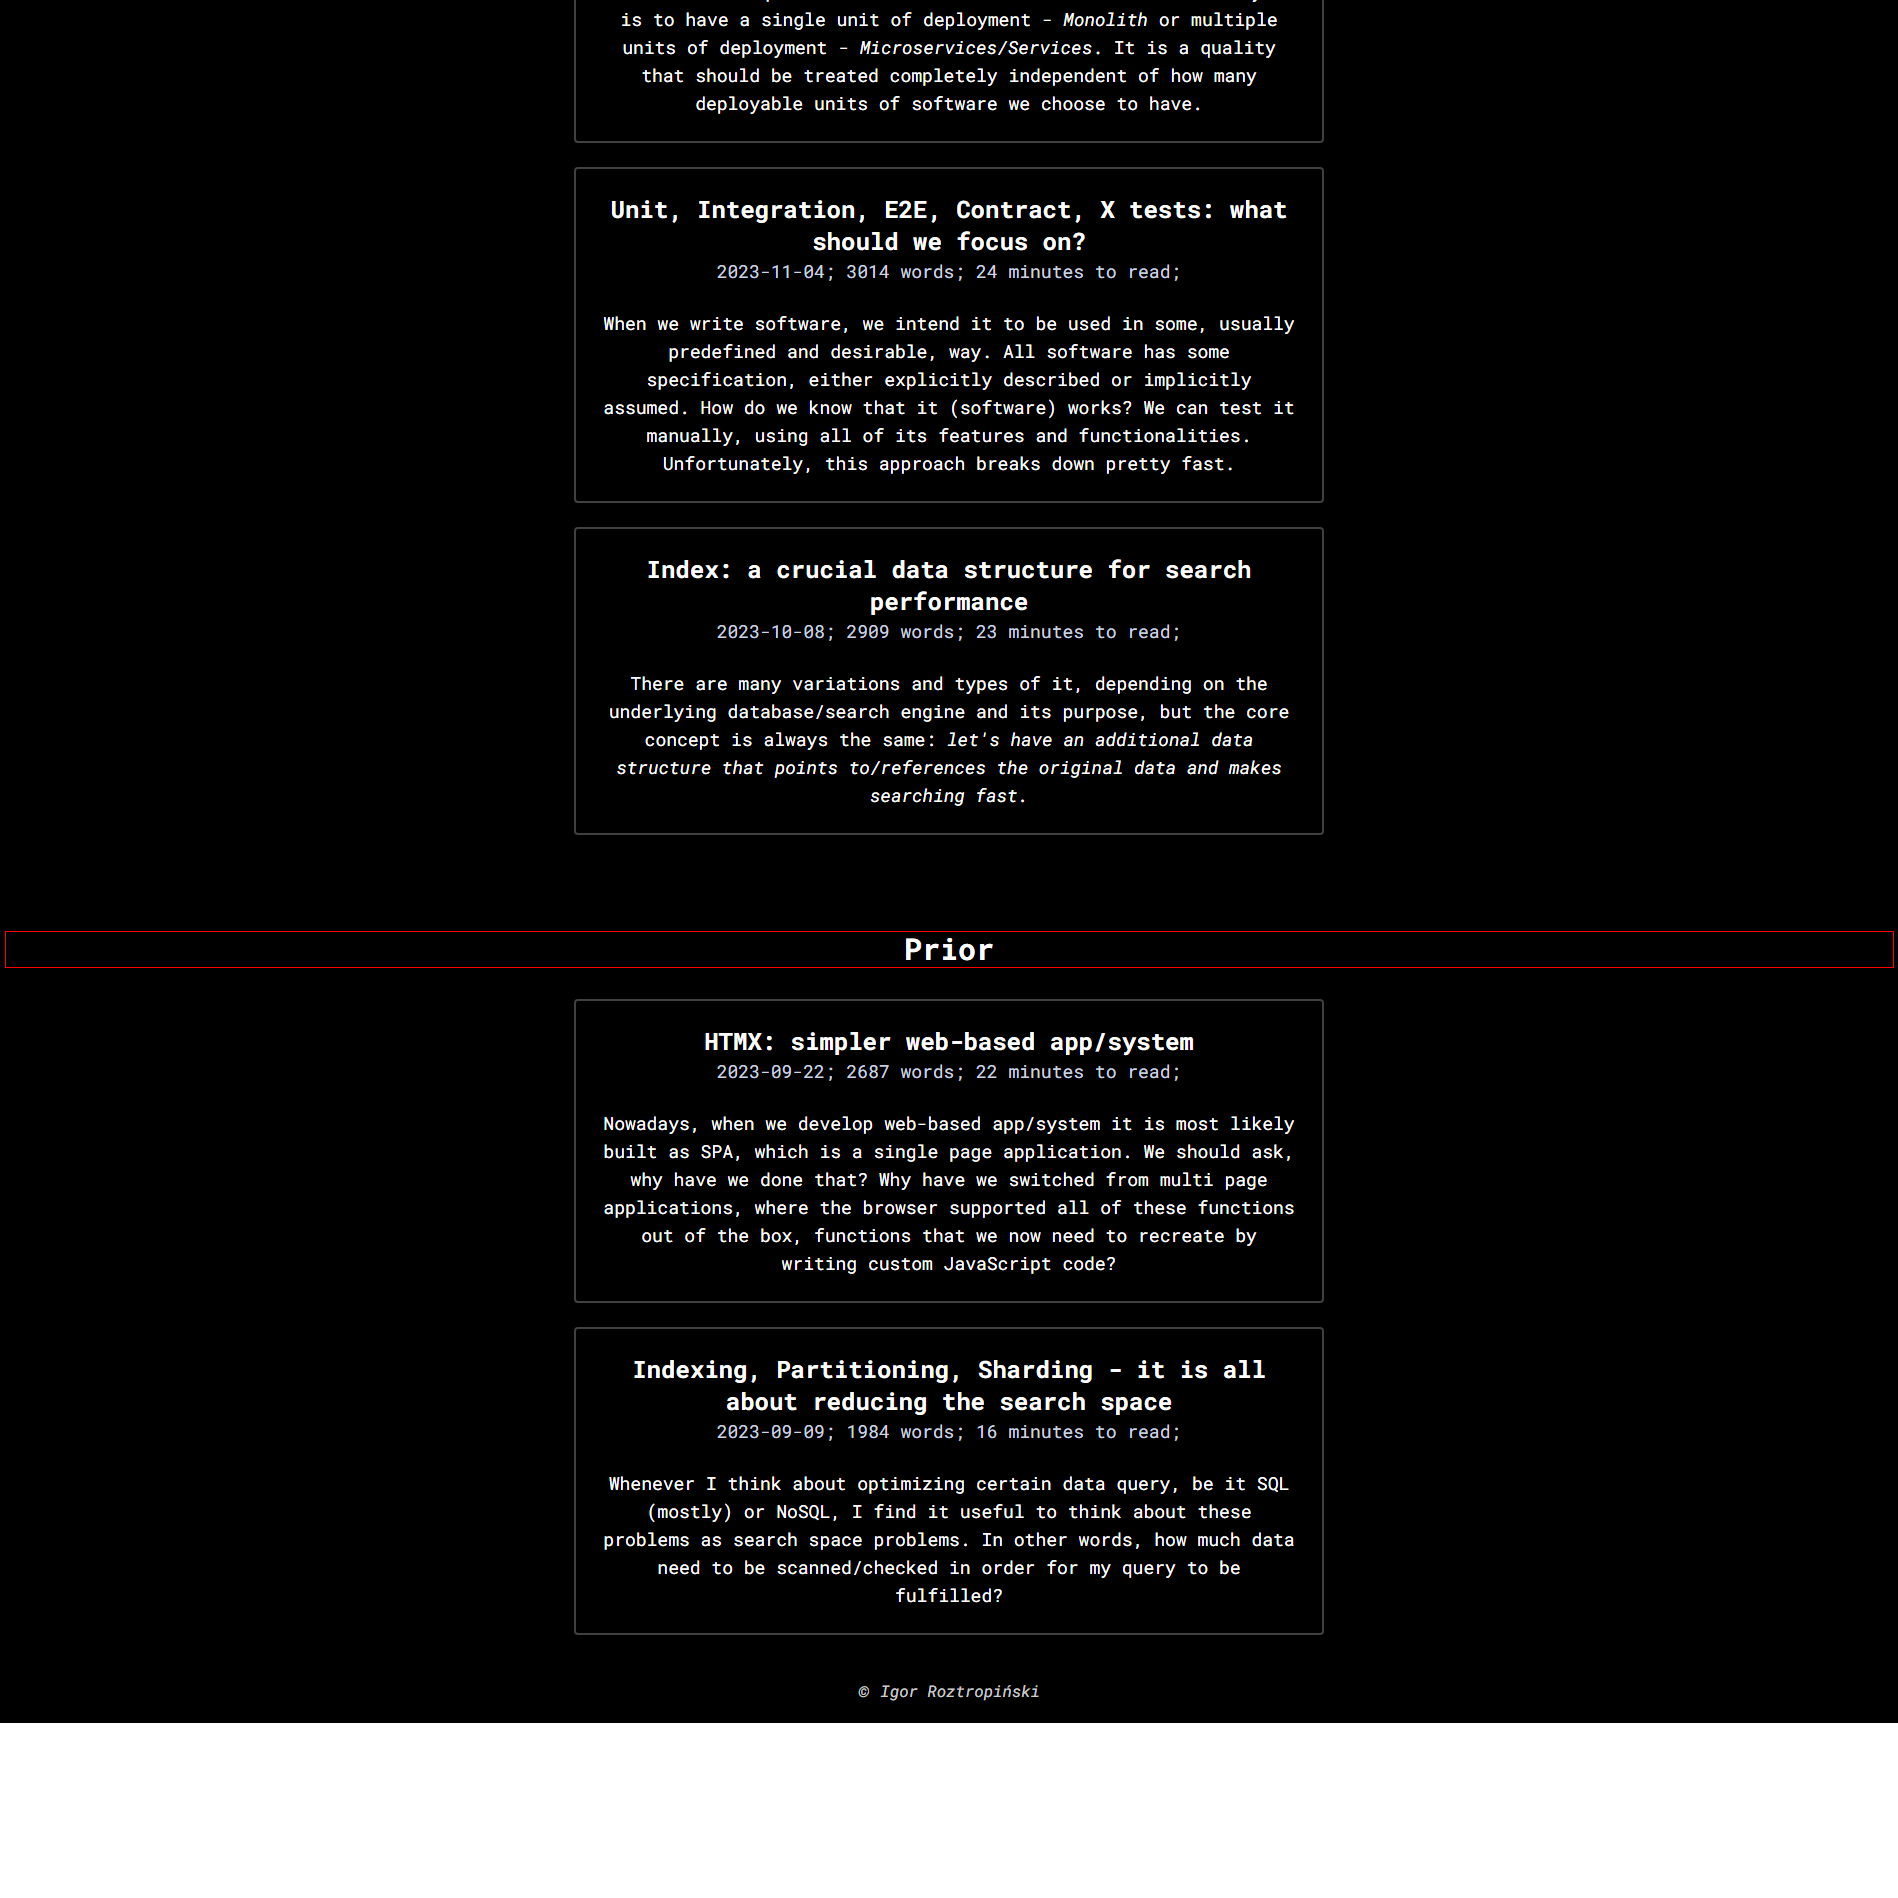 is to have a single unit of deployment - Monolith or multiple
units of deployment - Microservices/Services. It is a quality
that should be treated completely independent of how many
deployable units of software we choose to have.
Unit, Integration, E2E, Contract, X tests: what
should we focus on?
2023-11-04; 3014 words; 24 minutes to read;
When we write software, we intend it to be used in some, usually
predefined and desirable, way. All software has some
specification, either explicitly described or implicitly
assumed. How do we know that it (software) works? We can test it
manually, using all of its features and functionalities.
Unfortunately, this approach breaks down pretty fast.
Index: a crucial data structure for search
performance
2023-10-08; 2909 words; 23 minutes to read;
There are many variations and types of it, depending on the
underlying database/search engine and its purpose, but the core
concept is always the same: let's have an additional data
structure that points to/references the original data and makes
searching fast.
Prior
HTMX: simpler web-based app/system
2023-09-22; 2687 words; 22 minutes to read;
Nowadays, when we develop web-based app/system it is most likely
built as SPA, which is a single page application. We should ask,
why have we done that? Why have we switched from multi page
applications, where the browser supported all of these functions
out of the box, functions that we now need to recreate by
writing custom JavaScript code?
Indexing, Partitioning, Sharding - it is all
about reducing the search space
2023-09-09; 1984 words; 16 minutes to read;
Whenever I think about optimizing certain data query, be it SQL
(mostly) or NoSQL, I find it useful to think about these
problems as search space problems. In other words, how much data
need to be scanned/checked in order for my query to be
fulfilled?
© Igor Roztropiński